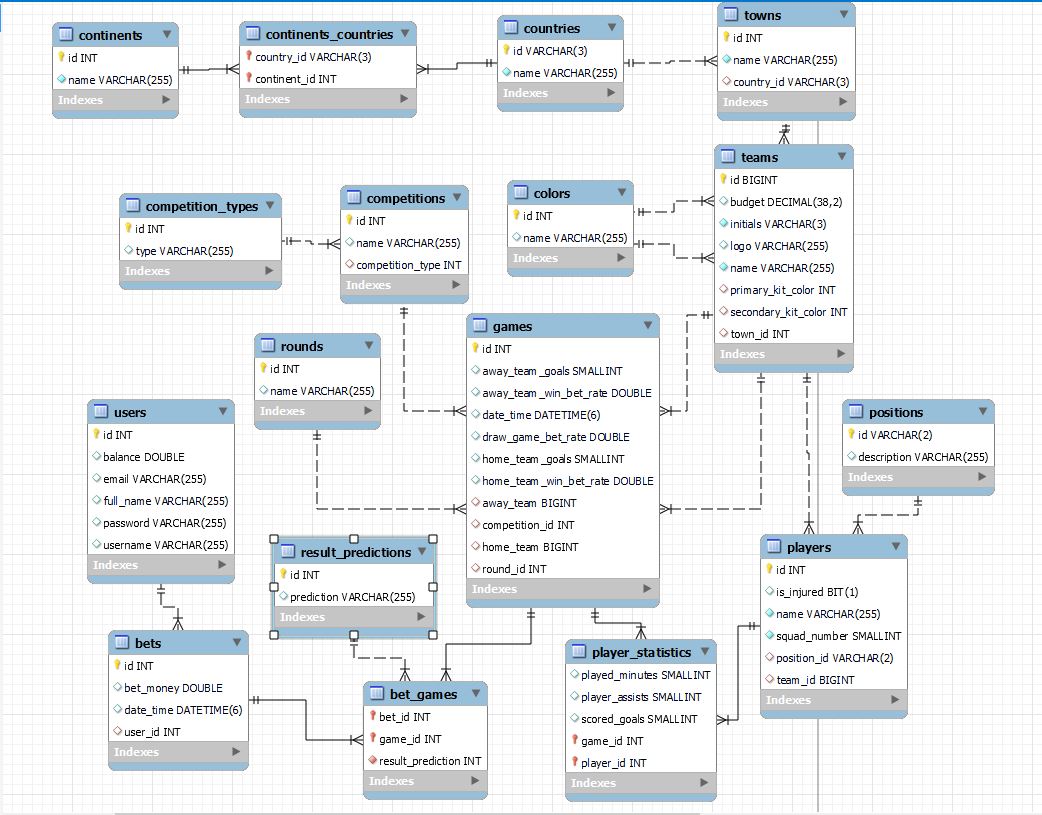 continents
id INT
name VARCHAR(255)
Indexes
continents_countries
country_id VARCHAR(3)
continent_id INT
Indexes
countries
id VARCHAR(3)
name VARCHAR(255)
Indexes
towns
id INT
name VARCHAR(255)
country_id VARCHAR(3)
Indexes
teams
id BIGINT
budget DECIMAL(38,2)
initials VARCHAR(3)
logo VARCHAR(255)
name VARCHAR(255)
primary_kit_color INT
secondary_kit_color INT
town_id INT
Indexes
competition_types
id INT
type VARCHAR(255)
Indexes
competitions
id INT
name VARCHAR(255)
competition_type INT
Indexes
colors
id INT
name VARCHAR(255)
Indexes
games
id INT
away_team_goals SMALLINT
away_team_win_bet_rate DOUBLE
date_time DATETIME(6)
draw_game_bet_rate DOUBLE
home_team_goals SMALLINT
home_team_win_bet_rate DOUBLE
away_team BIGINT
competition_id INT
home_team BIGINT
round_id INT
Indexes
rounds
id INT
name VARCHAR(255)
Indexes
users
id INT
balance DOUBLE
email VARCHAR(255)
full_name VARCHAR(255)
password VARCHAR(255)
username VARCHAR(255)
Indexes
positions
id VARCHAR(2)
description VARCHAR(255)
Indexes
result_predictions
id INT
prediction VARCHAR(255)
Indexes
players
id INT
is_injured BIT(1)
name VARCHAR(255)
squad_number SMALLINT
position_id VARCHAR(2)
team_id BIGINT
Indexes
bets
id INT
bet_money DOUBLE
date_time DATETIME(6)
user_id INT
Indexes
bet_games
bet_id INT
game_id INT
result_prediction INT
Indexes
player_statistics
played_minutes SMALLINT
player_assists SMALLINT
scored_goals SMALLINT
game_id INT
player_id INT
Indexes